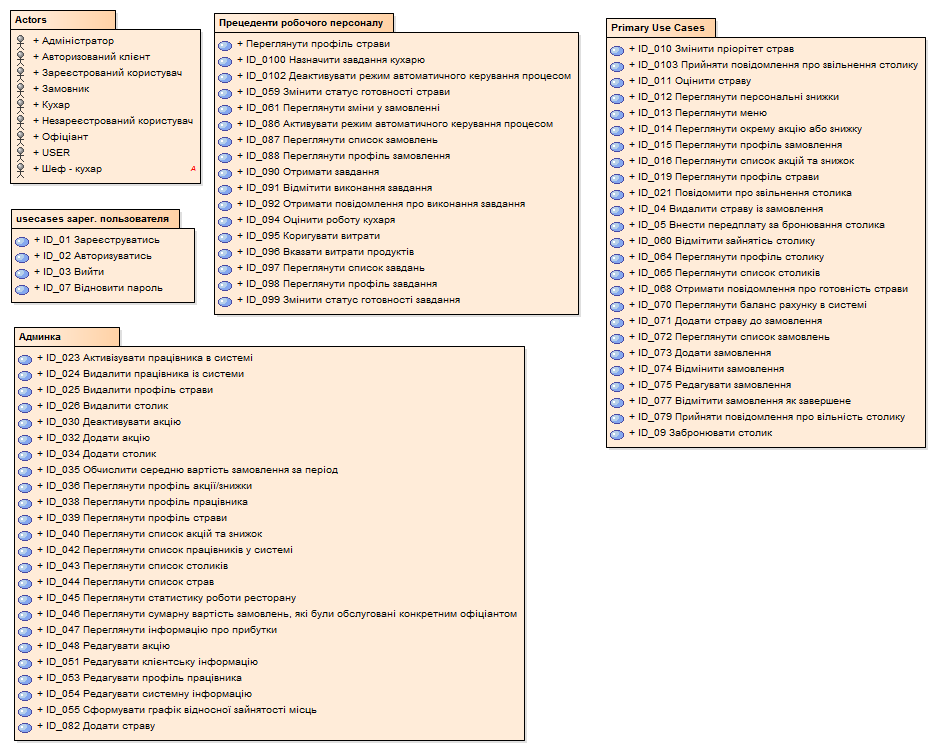 Actors
+ Адміністратор
+ Авторизований клієнт
+ Зареєстрований користувач
+ Замовник
+ Кухар
+ Незареєстрований користувач
+ Офіціант
+ USER
+ Шеф - кухар
A
usecases зарег. пользователя
+ ID_01 Зареєструватись
+ ID_02 Авторизуватись
+ ID_03 Вийти
+ ID_07 Відновити пароль
Прецеденти робочого персоналу
+ Переглянути профіль страви
+ ID_0100 Назначити завдання кухарю
+ ID_0102 Деактивувати режим автоматичного керування процесом
+ ID_059 Змінити статус готовності страви
+ ID_061 Переглянути зміни у замовленні
+ ID_086 Активувати режим автоматичного керування процесом
+ ID_087 Переглянути список замовлень
+ ID_088 Переглянути профіль замовлення
+ ID_090 Отримати завдання
+ ID_091 Відмітити виконання завдання
+ ID_092 Отримати повідомлення про виконання завдання
+ ID_094 Оцінити роботу кухаря
+ ID_095 Коригувати витрати
+ ID_096 Вказати витрати продуктів
+ ID_097 Переглянути список завдань
+ ID_098 Переглянути профіль завдання
+ ID_099 Змінити статус готовності завдання
Primary Use Cases
+ ID_010 Змінити пріорітет страв
+ ID_0103 Прийняти повідомлення про звільнення столику
+ ID_011 Оцінити страву
+ ID_012 Переглянути персональні знижки
+ ID_013 Переглянути меню
+ ID_014 Переглянути окрему акцію або знижку
+ ID_015 Переглянути профіль замовлення
+ ID_016 Переглянути список акцій та знижок
+ ID_019 Переглянути профіль страви
+ ID_021 Повідомити про звільнення столика
+ ID_04 Видалити страву із замовлення
+ ID_05 Внести передплату за бронювання столика
+ ID_060 Відмітити зайнятісь столику
+ ID_064 Переглянути профіль столику
+ ID_065 Переглянути список столиків
+ ID_068 Отримати повідомлення про готовність страви
+ ID_070 Переглянути баланс рахунку в системі
+ ID_071 Додати страву до замовлення
+ ID_072 Переглянути список замовлень
+ ID_073 Додати замовлення
+ ID_074 Відмінити замовлення
+ ID_075 Редагувати замовлення
+ ID_077 Відмітити замовлення як завершене
+ ID_079 Прийняти повідомлення про вільність столику
+ ID_09 Забронювати столик
Админка
+ ID_023 Активізувати працівника в системі
+ ID_024 Видалити працівника із системи
+ ID_025 Видалити профіль страви
+ ID_026 Видалити столик
+ ID_030 Деактивувати акцію
+ ID_032 Додати акцію
+ ID_034 Додати столик
+ ID_035 Обчислити середню вартість замовлення за період
+ ID_036 Переглянути профіль акції/знижки
+ ID_038 Переглянути профіль працівника
+ ID_039 Переглянути профіль страви
+ ID_040 Переглянути список акцій та знижок
+ ID_042 Переглянути список працівників у системі
+ ID_043 Переглянути список столиків
+ ID_044 Переглянути список страв
+ ID_045 Переглянути статистику роботи ресторану
+ ID_046 Переглянути сумарну вартість замовлень, які були обслуговані конкретним офіціантом
+ ID_047 Переглянути інформацію про прибутки
+ ID_048 Редагувати акцію
+ ID_051 Редагувати клієнтську інформацію
+ ID_053 Редагувати профіль працівника
+ ID_054 Редагувати системну інформацію
+ ID_055 Сформувати графік відносної зайнятості місць
+ ID_082 Додати страву